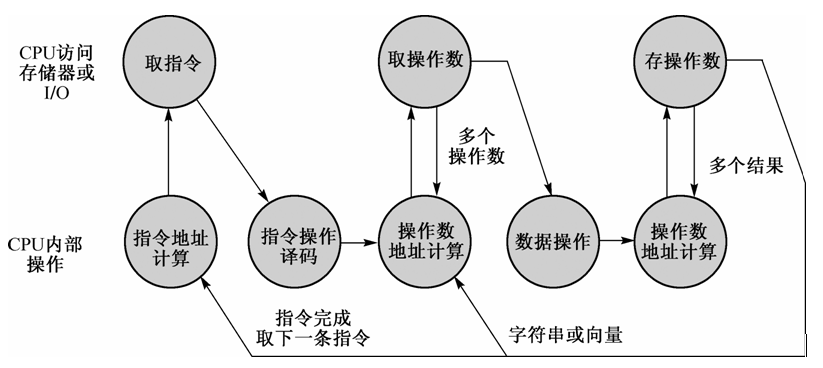 CPU访问
存储器或
I/O
取指令
取操作数
存操作数
多个
操作数
多个结果
CPU内部
操作
指令地址
计算
指令操作
译码
操作数
地址计算
数据操作
操作数
地址计算
指令完成
取下一条指令
字符串或向量